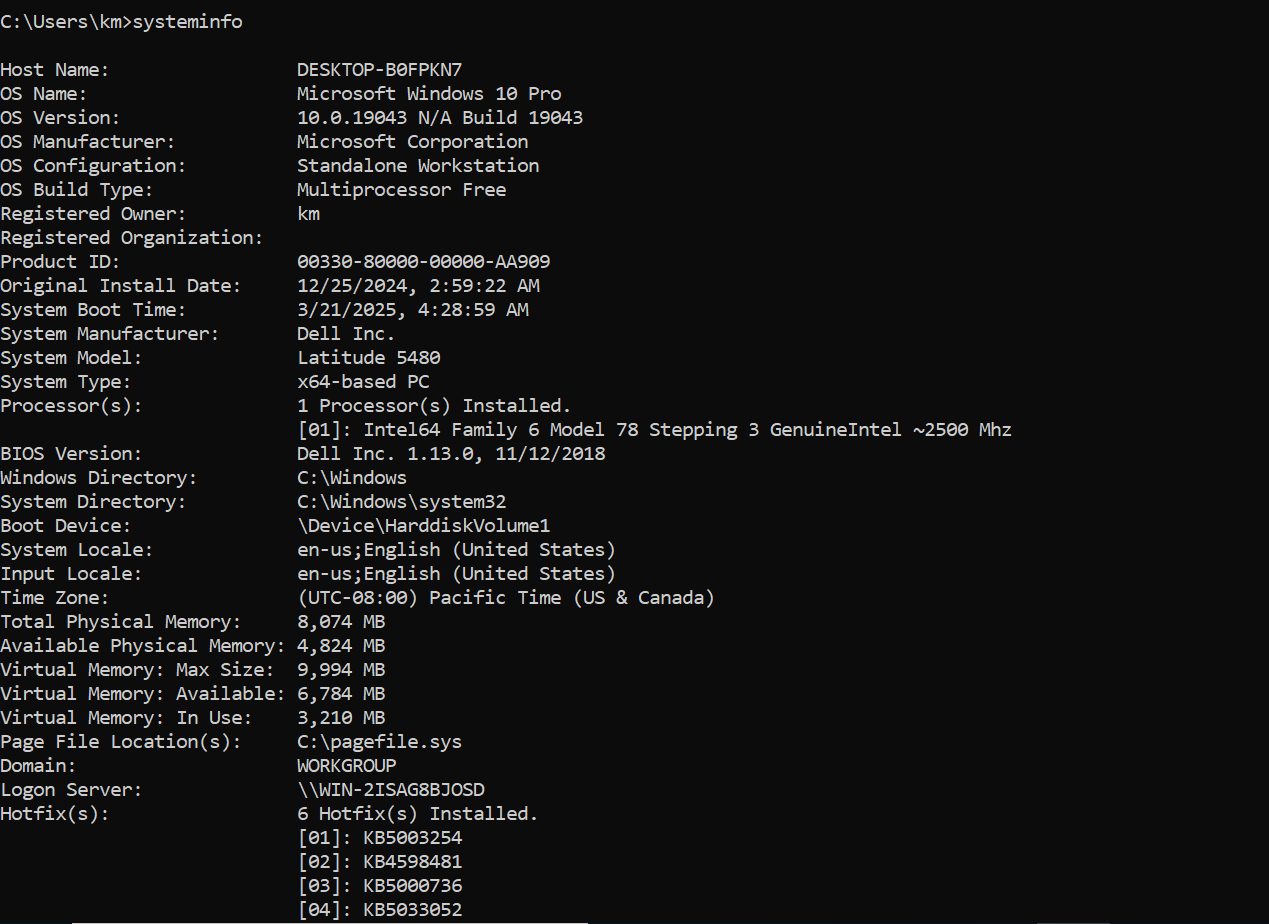 C:\Users\km>systeminfo
Host Name: DESKTOP-B0FPKN7
OS Name: Microsoft Windows 10 Pro
OS Version: 10.0.19043 N/A Build 19043
OS Manufacturer: Microsoft Corporation
OS Configuration: Standalone Workstation
OS Build Type: Multiprocessor Free
Registered Owner: km
Registered Organization:
Product ID: 00330-80000-00000-AA909
Original Install Date: 12/25/2024, 2:59:22 AM
System Boot Time: 3/21/2025, 4:28:59 AM
System Manufacturer: Dell Inc.
System Model: Latitude 5480
System Type: x64-based PC
Processor(s): 1 Processor(s) Installed.
[01]: Intel64 Family 6 Model 78 Stepping 3 GenuineIntel ~2500 Mhz
BIOS Version: Dell Inc. 1.13.0, 11/12/2018
Windows Directory: C:\Windows
System Directory: C:\Windows\system32
Boot Device: \Device\HarddiskVolume1
System Locale: en-us;English (United States)
Input Locale: en-us;English (United States)
Time Zone: (UTC-08:00) Pacific Time (US & Canada)
Total Physical Memory: 8,074 MB
Available Physical Memory: 4,824 MB
Virtual Memory: Max Size: 9,994 MB
Virtual Memory: Available: 6,784 MB
Virtual Memory: In Use: 3,210 MB
Page File Location(s): C:\pagefile.sys
Domain: WORKGROUP
Logon Server: \\WIN-2ISAG8BJOSD
Hotfix(s): 6 Hotfix(s) Installed.
[01]: KB5003254
[02]: KB4598481
[03]: KB5000736
[04]: KB5033052